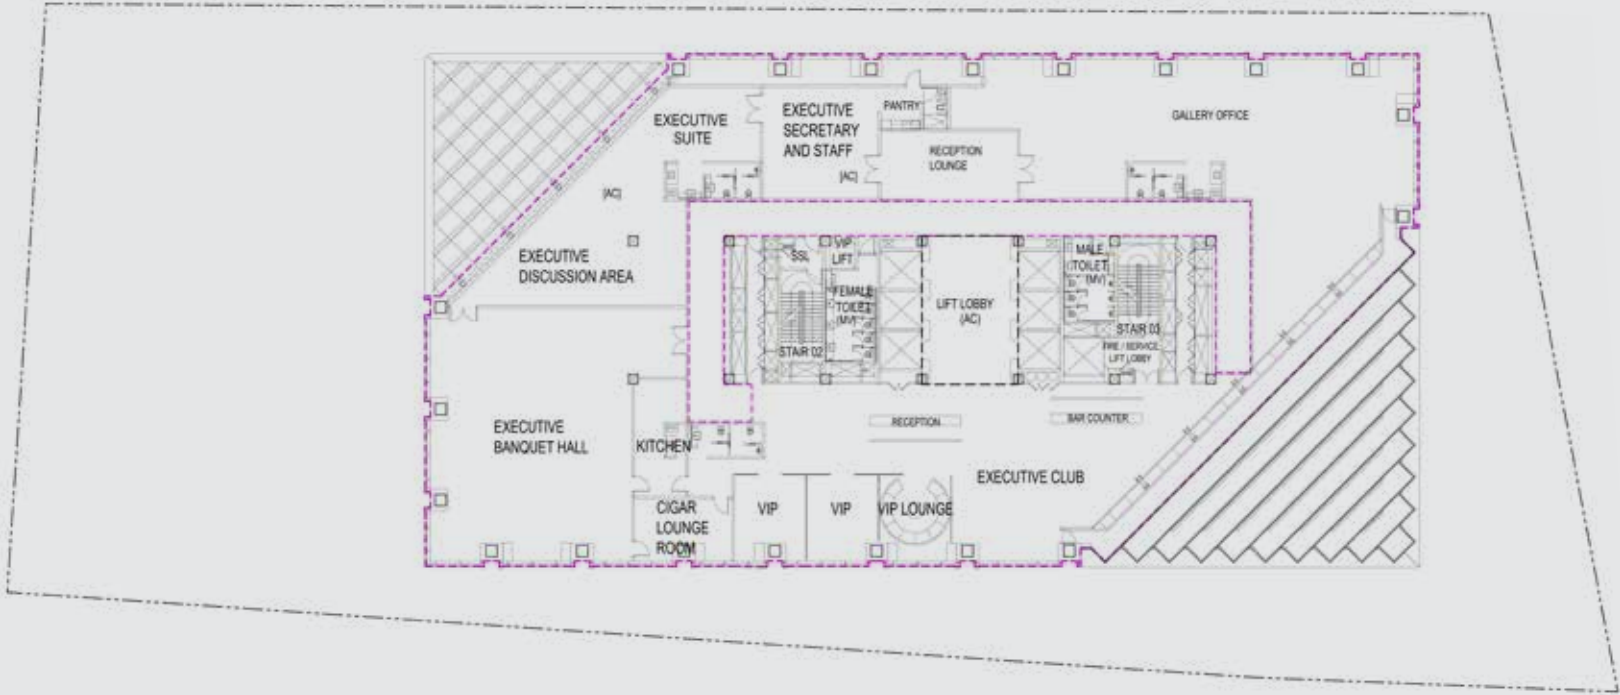 EXECUTIVE
SUITE
EXECUTIVE
SECRETARY
AND STAFF
[AC]
PANTRY
RECEPTION
LOUNGE
GALLERY OFFICE
[AC]
EXECUTIVE
DISCUSSION AREA
SSL
VIP
LIFT
FEMALE
TOILET
(MV)
STAIR 02
LIFT LOBBY
(AC)
MALE
TOILET
(MV)
STAIR 03
FIRE / SERVICE
LIFT LOBBY
EXECUTIVE
BANQUET HALL
KITCHEN
RECEPTION
BAR COUNTER
EXECUTIVE CLUB
CIGAR
LOUNGE
ROOM
VIP
VIP
VIP LOUNGE